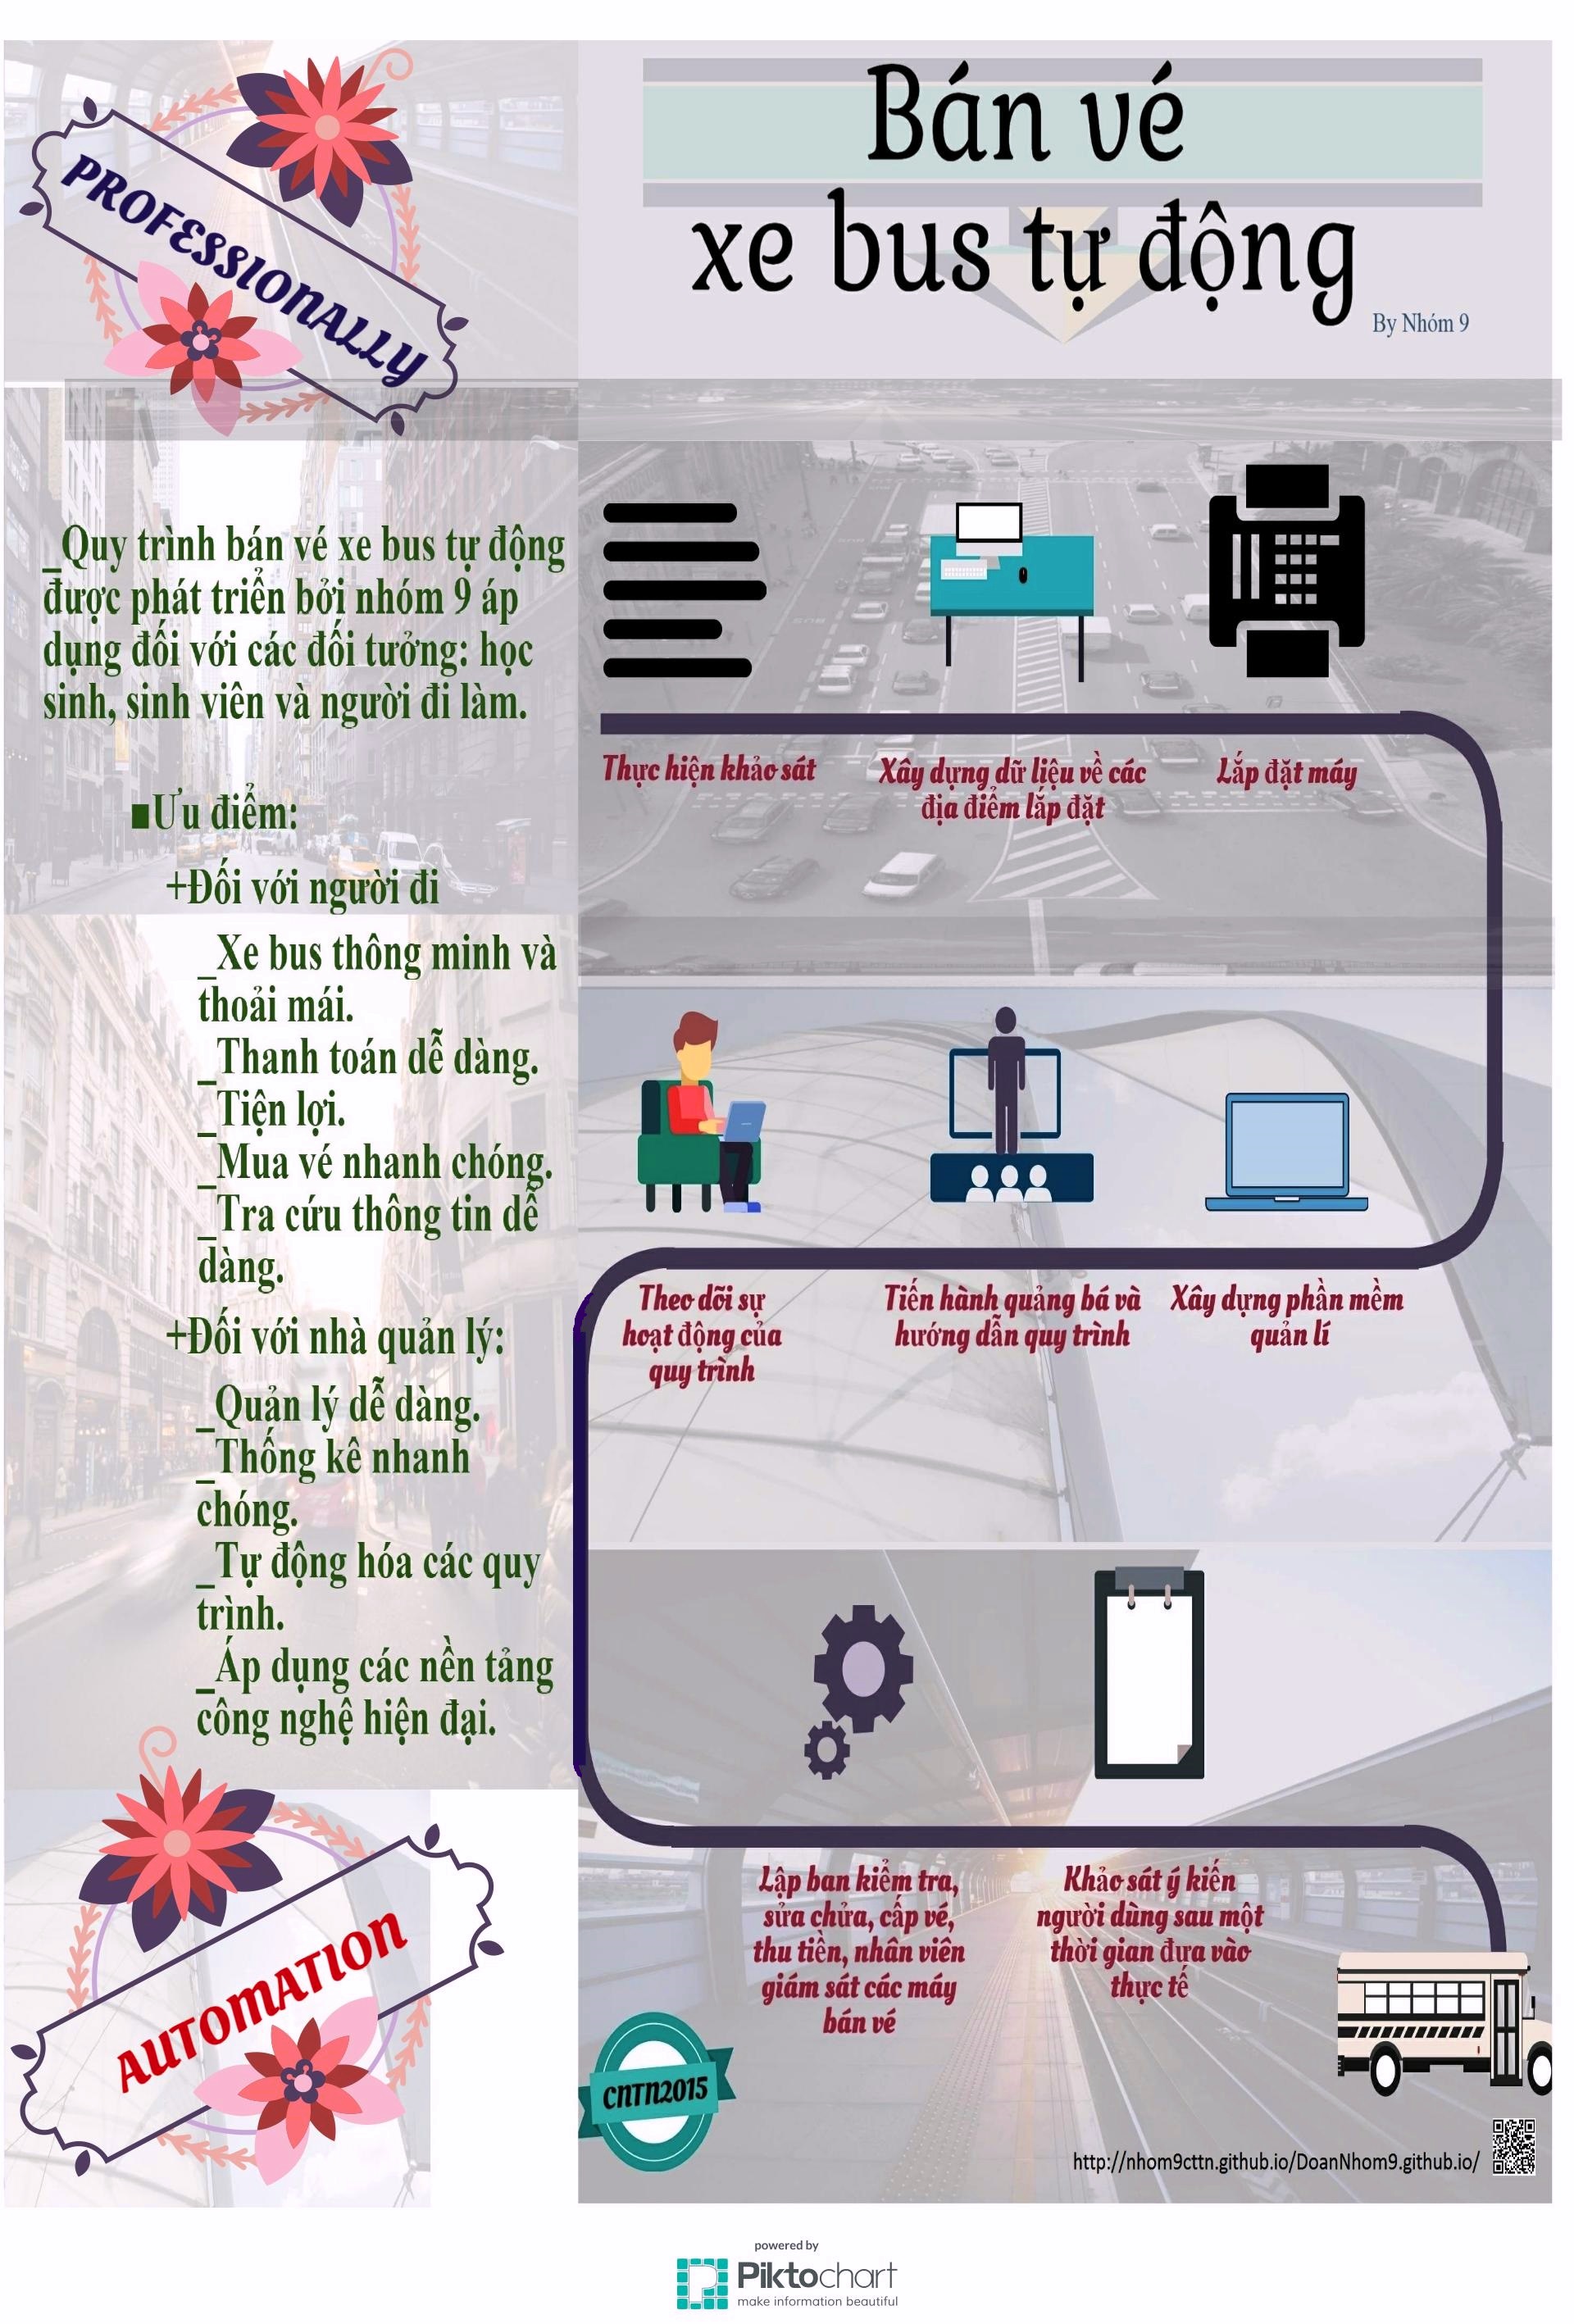 PROFESSIONALLY
Bán vé
xe bus tự động
By Nhóm 9
_Quy trình bán vé xe bus tự động
được phát triển bởi nhóm 9 áp
dụng đối với các đối tưởng: học
sinh, sinh viên và người đi làm.
■Ưu điểm:
+Đối với người đi
_Xe bus thông minh và
thoải mái.
_Thanh toán dễ dàng.
_Tiện lợi.
_Mua vé nhanh chóng.
_Tra cứu thông tin dễ
dàng.
+Đối với nhà quản lý:
_Quản lý dễ dàng.
_Thống kê nhanh
chóng.
_Tự động hóa các quy
trình.
_Áp dụng các nền tảng
công nghệ hiện đại.
AUTOMATION
Thực hiện khảo sát
Xây dựng dữ liệu về các
địa điểm lắp đặt
Lắp đặt máy
Theo dõi sự
hoạt động của
quy trình
Tiến hành quảng bá và
hướng dẫn quy trình
Xây dựng phần mềm
quản lí
Lập ban kiểm tra,
sửa chửa, cấp vé,
thu tiền, nhân viên
giám sát các máy
bán vé
Khảo sát ý kiến
người dùng sau một
thời gian đưa vào
thực tế
CNTN2015
http://nhom9cttn.github.io/DoanNhom9.github.io/
powered by
Piktochart
make information beautiful